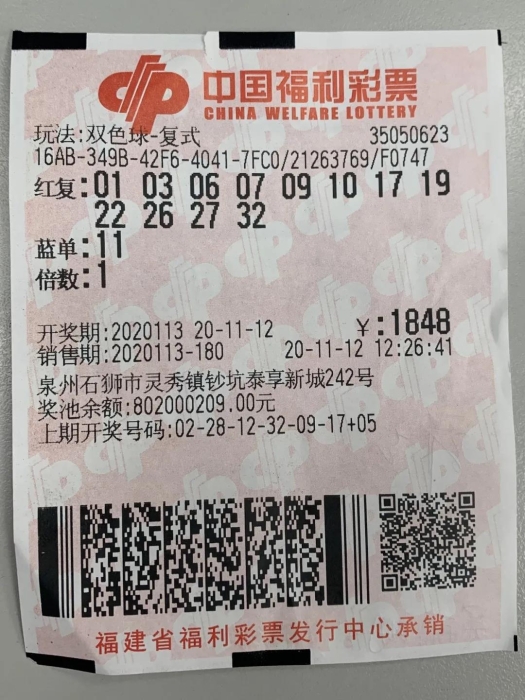 中国福利彩票
CHINA WELFARE LOTTERY
玩法:双色球-复式 35050623
16AB-349B-42F6-4041-7FC0/21263769/F0747
红复:01 03 06 07 09 10 17 19
22 26 27 32
蓝单:11
倍数:1
开奖期:2020113 20-11-12 ￥:1848
销售期:2020113-180 20-11-12 12:26:41
泉州石狮市灵秀镇钞坑泰享新城242号
奖池余额:802000209.00元
上期开奖号码:02-28-12-32-09-17+05
福建省福利彩票发行中心承销